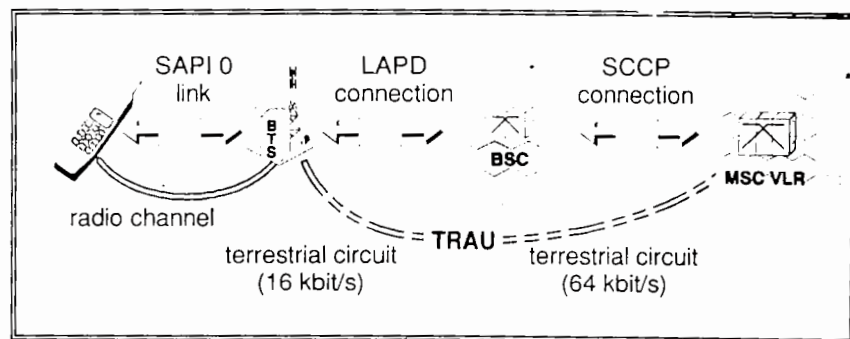 SAPI 0
link
LAPD
connection
SCCP
connection
BTS
BSC
MSC VLR
radio channel
TRAU
terrestrial circuit
(16 kbit/s)
terrestrial circuit
(64 kbit/s)